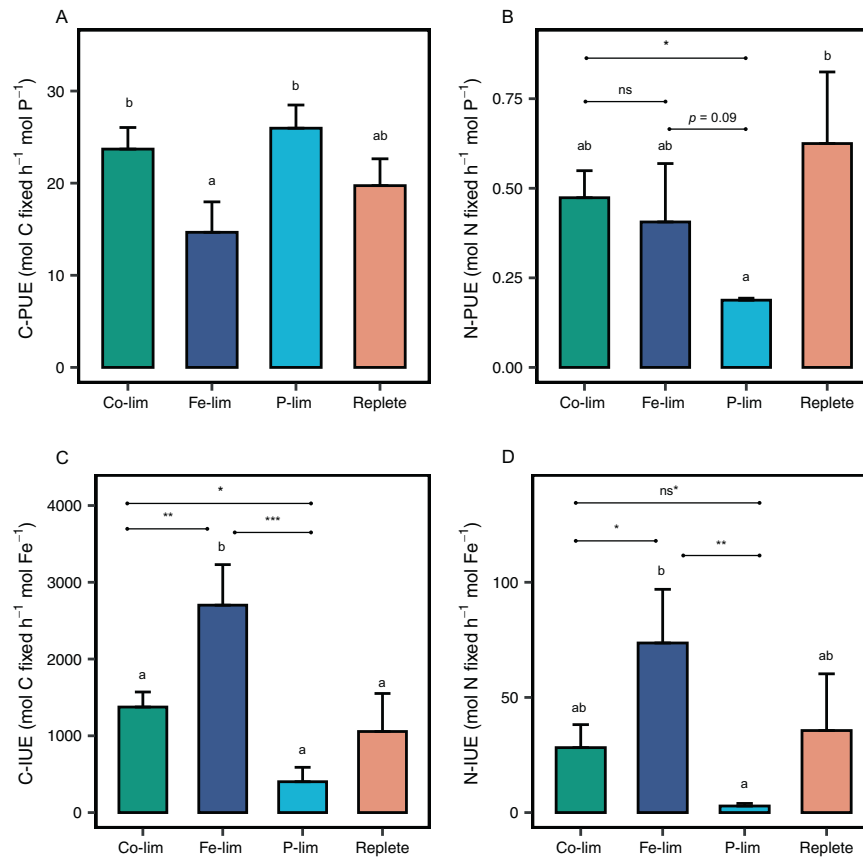 A
C-PUE (mol C fixed h⁻¹ mol P⁻¹)
30
20
10
0
b
a
b
ab
Co-lim Fe-lim P-lim Replete
B
N-PUE (mol N fixed h⁻¹ mol P⁻¹)
0.75
0.50
0.25
0.00
*
ns
p = 0.09
ab
ab
a
b
Co-lim Fe-lim P-lim Replete
C
C-IUE (mol C fixed h⁻¹ mol Fe⁻¹)
4000
3000
2000
1000
0
*
** ***
a
b
a
a
Co-lim Fe-lim P-lim Replete
D
N-IUE (mol N fixed h⁻¹ mol Fe⁻¹)
100
50
0
ns*
* **
ab
b
a
ab
Co-lim Fe-lim P-lim Replete